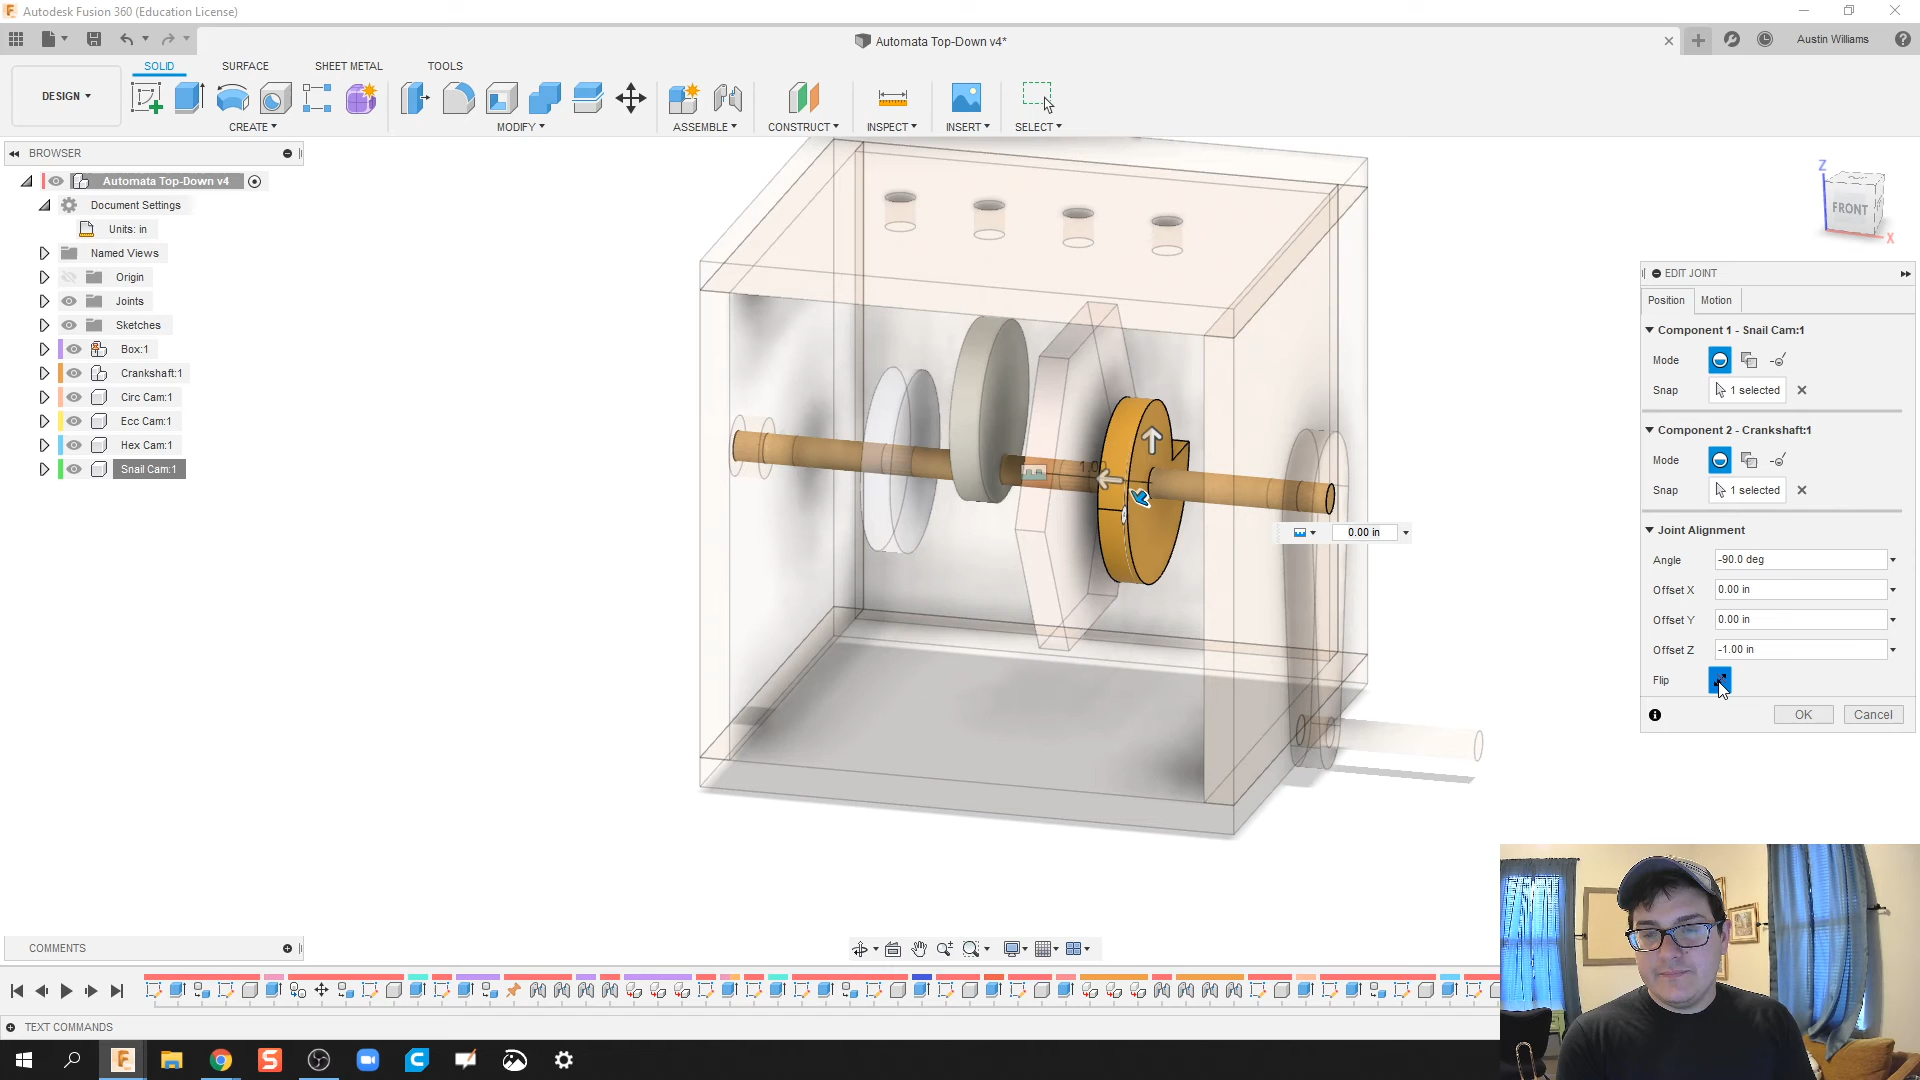 Autodesk Fusion 360 (Education License)
Automata Top-Down v4*
Austin Williams
DESIGN
SOLID
SURFACE
SHEET METAL
TOOLS
CREATE
MODIFY
ASSEMBLE
CONSTRUCT
INSPECT
INSERT
SELECT
BROWSER
Automata Top-Down v4
Document Settings
Units: in
Named Views
Origin
Joints
Sketches
Box:1
Crankshaft:1
Circ Cam:1
Ecc Cam:1
Hex Cam:1
Snail Cam:1
Z
FRONT
X
1.00
0.00 in
EDIT JOINT
Position
Motion
Component 1 - Snail Cam:1
Mode
Snap
1 selected
Component 2 - Crankshaft:1
Mode
Snap
1 selected
Joint Alignment
Angle
-90.0 deg
Offset X
0.00 in
Offset Y
0.00 in
Offset Z
-1.00 in
Flip
OK
Cancel
COMMENTS
TEXT COMMANDS